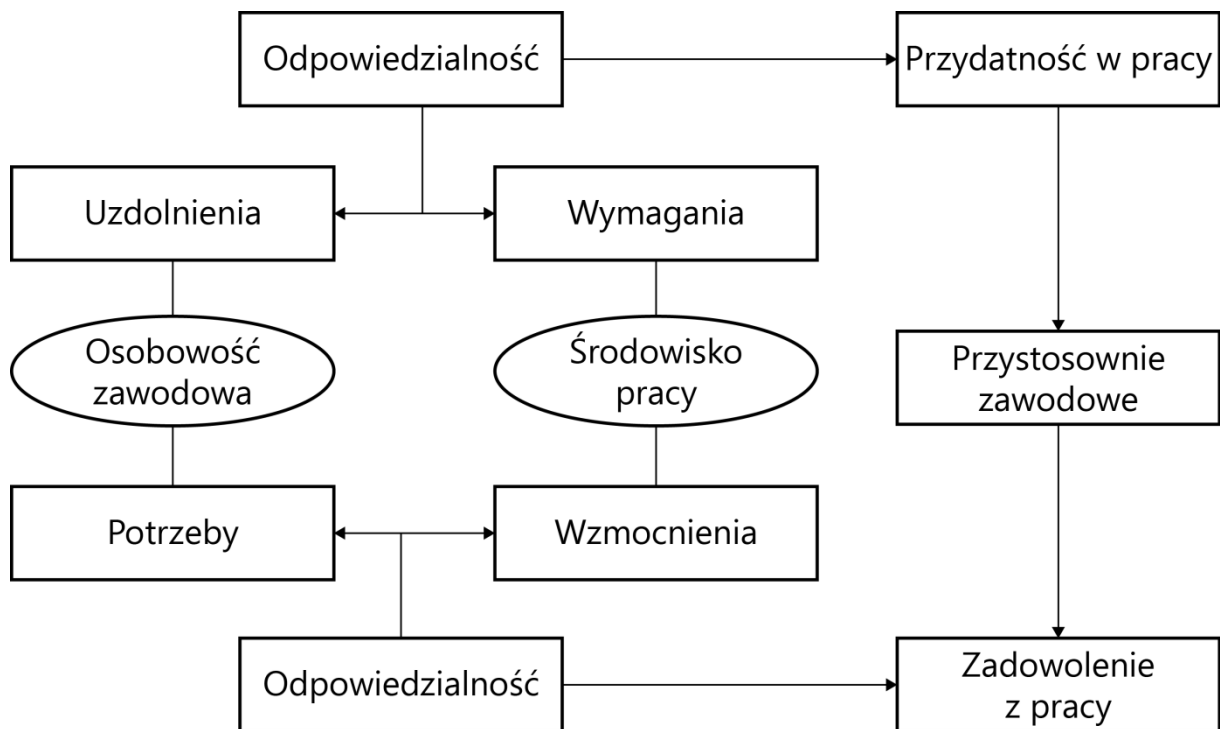 Odpowiedzialność
Przydatność w pracy
Uzdolnienia
Wymagania
Osobowość
zawodowa
Środowisko
pracy
Przystosownie
zawodowe
Potrzeby
Wzmocnienia
Odpowiedzialność
Zadowolenie
z pracy